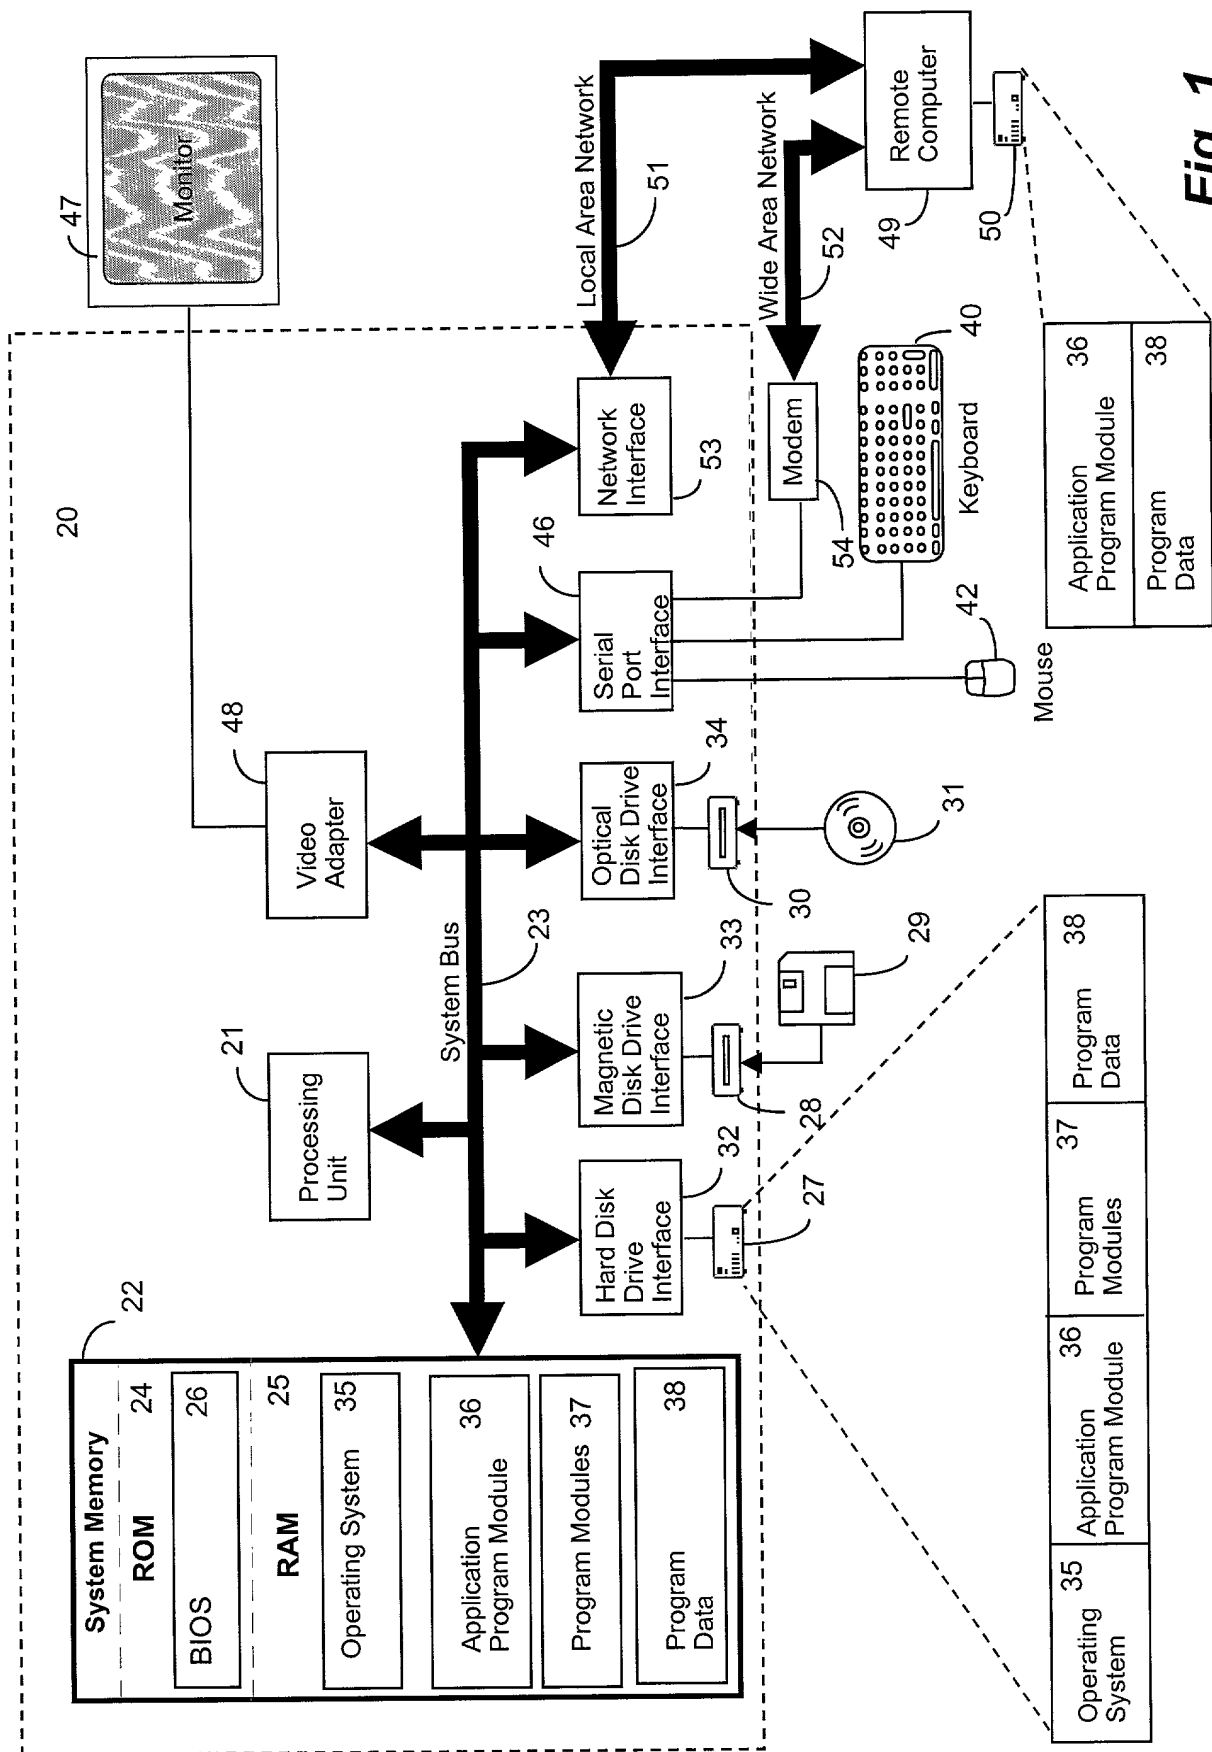 System Memory
ROM
24
BIOS
26
RAM
25
Operating System
35
Application
Program Module
36
Program Modules
37
Program
Data
38
22
Processing
Unit
21
Video
Adapter
48
20
47
Monitor
System Bus
23
Hard Disk
Drive
Interface
32
Magnetic
Disk Drive
Interface
33
Optical
Disk Drive
Interface
34
Serial
Port
Interface
46
Network
Interface
53
Local Area Network
51
Wide Area Network
52
Modem
54
Remote
Computer
49
50
27
28
29
30
31
Mouse
42
Keyboard
40
Operating
System
35
Application
Program Module
36
Program
Modules
37
Program
Data
38
Application
Program Module
36
Program
Data
38
Fig. 1